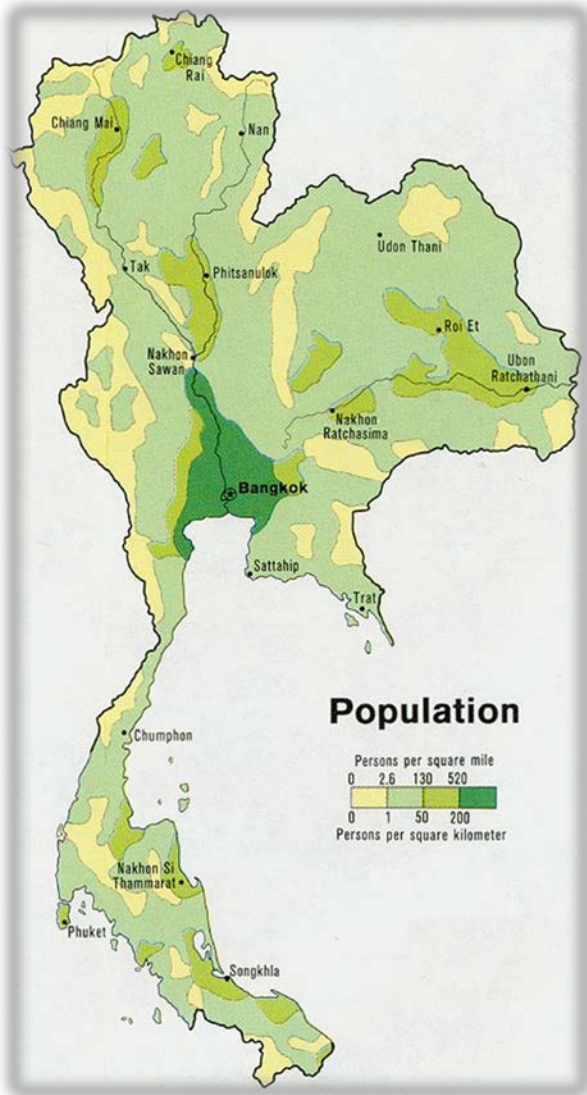 Chiang
Rai
Chiang Mai
Nan
Udon Thani
Tak
Phitsanulok
Roi Et
Nakhon
Sawan
Ubon
Ratchathani
Nakhon
Ratchasima
Bangkok
Sattahip
Trat
Population
Chumphon
Persons per square mile
0 2.6 130 520
0 1 50 200
Persons per square kilometer
Nakhon Si
Thammarat
Phuket
Songkhla